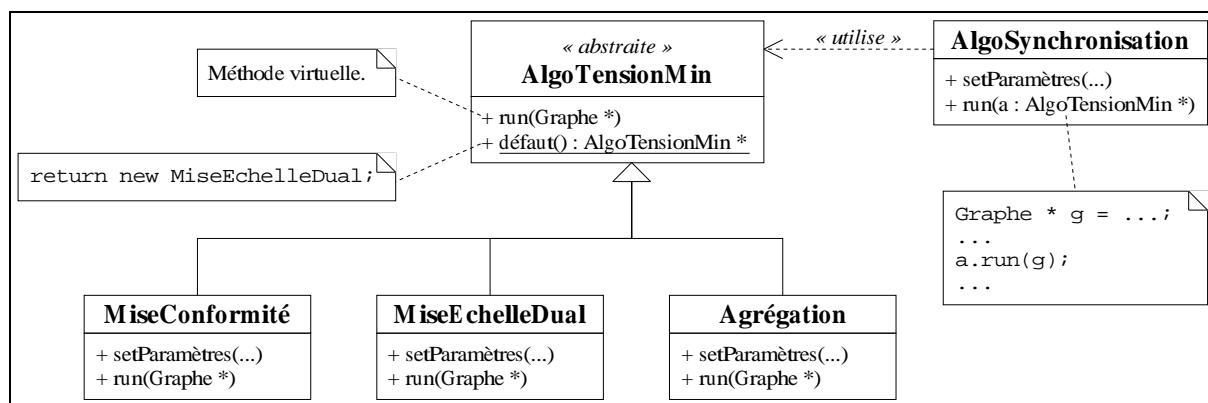 « abstraite »
AlgoTensionMin
+ run(Graphe *)
+ défaut() : AlgoTensionMin *
« utilise »
AlgoSynchronisation
+ setParamètres(...)
+ run(a : AlgoTensionMin *)
Méthode virtuelle.
return new MiseEchelleDual;
Graphe * g = ...;
...
a.run(g);
...
MiseConformité
+ setParamètres(...)
+ run(Graphe *)
MiseEchelleDual
+ setParamètres(...)
+ run(Graphe *)
Agrégation
+ setParamètres(...)
+ run(Graphe *)